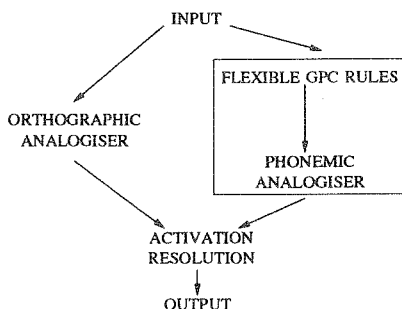 INPUT
FLEXIBLE GPC RULES
ORTHOGRAPHIC
ANALOGISER
PHONEMIC
ANALOGISER
ACTIVATION
RESOLUTION
OUTPUT